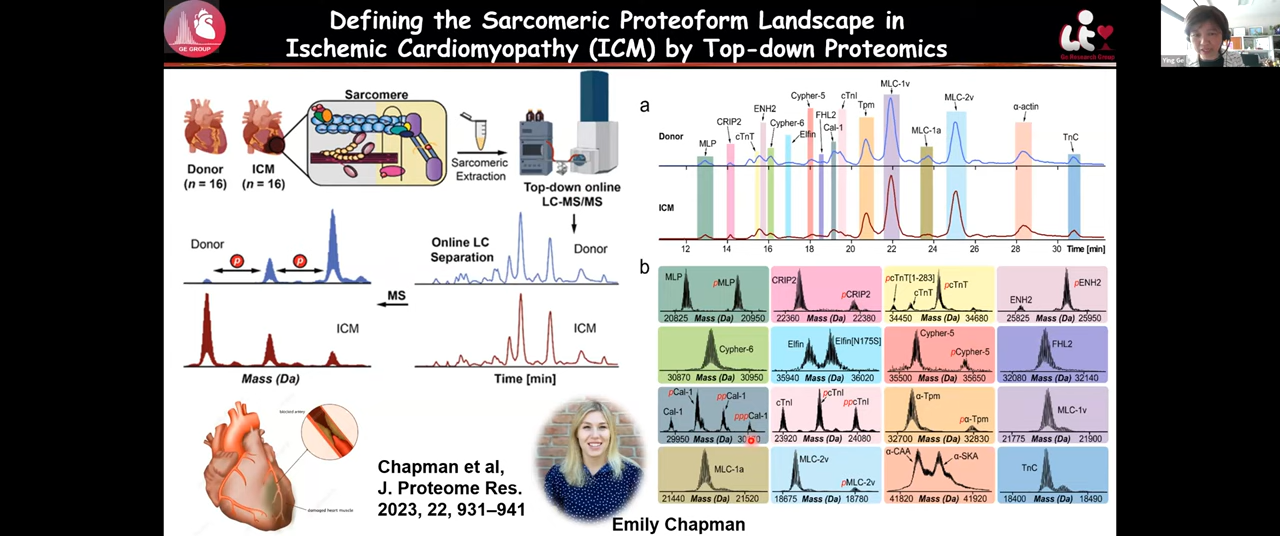 Defining the Sarcomeric Proteoform Landscape in
Ischemic Cardiomyopathy (ICM) by Top-down Proteomics
GE GROUP
Ge Research Group
Ying Ge
Sarcomere
Donor
(n = 16)
ICM
(n = 16)
Sarcomeric
Extraction
Top-down online
LC-MS/MS
Donor
p
p
ICM
Mass (Da)
MS
Online LC
Separation
Donor
ICM
Time [min]
blocked artery
damaged heart muscle
Chapman et al,
J. Proteome Res.
2023, 22, 931–941
Emily Chapman
a
Donor
ICM
MLP
CRIP2
cTnT
ENH2
Cypher-6
Elfin
Cypher-5
FHL2
Cal-1
cTnI
Tpm
MLC-1v
MLC-1a
MLC-2v
α-actin
TnC
12 14 16 18 20 22 24 26 28 30 Time [min]
b
MLP pMLP
20825 Mass (Da) 20950
CRIP2 pCRIP2
22360 Mass (Da) 22380
pcTnT[1-283] cTnT pcTnT
34450 Mass (Da) 34680
ENH2 pENH2
25825 Mass (Da) 25950
Cypher-6
30870 Mass (Da) 30950
Elfin Elfin[N175S]
35940 Mass (Da) 36020
Cypher-5 pCypher-5
35500 Mass (Da) 35650
FHL2
32080 Mass (Da) 32140
Cal-1 pCal-1 ppCal-1 pppCal-1
29950 Mass (Da)
cTnI pcTnI ppcTnI
23920 Mass (Da) 24080
α-Tpm pα-Tpm
32700 Mass (Da) 32830
MLC-1v
21775 Mass (Da) 21900
MLC-1a
21440 Mass (Da) 21520
MLC-2v pMLC-2v
18675 Mass (Da) 18780
α-CAA α-SKA
41820 Mass (Da) 41920
TnC
18400 Mass (Da) 18490